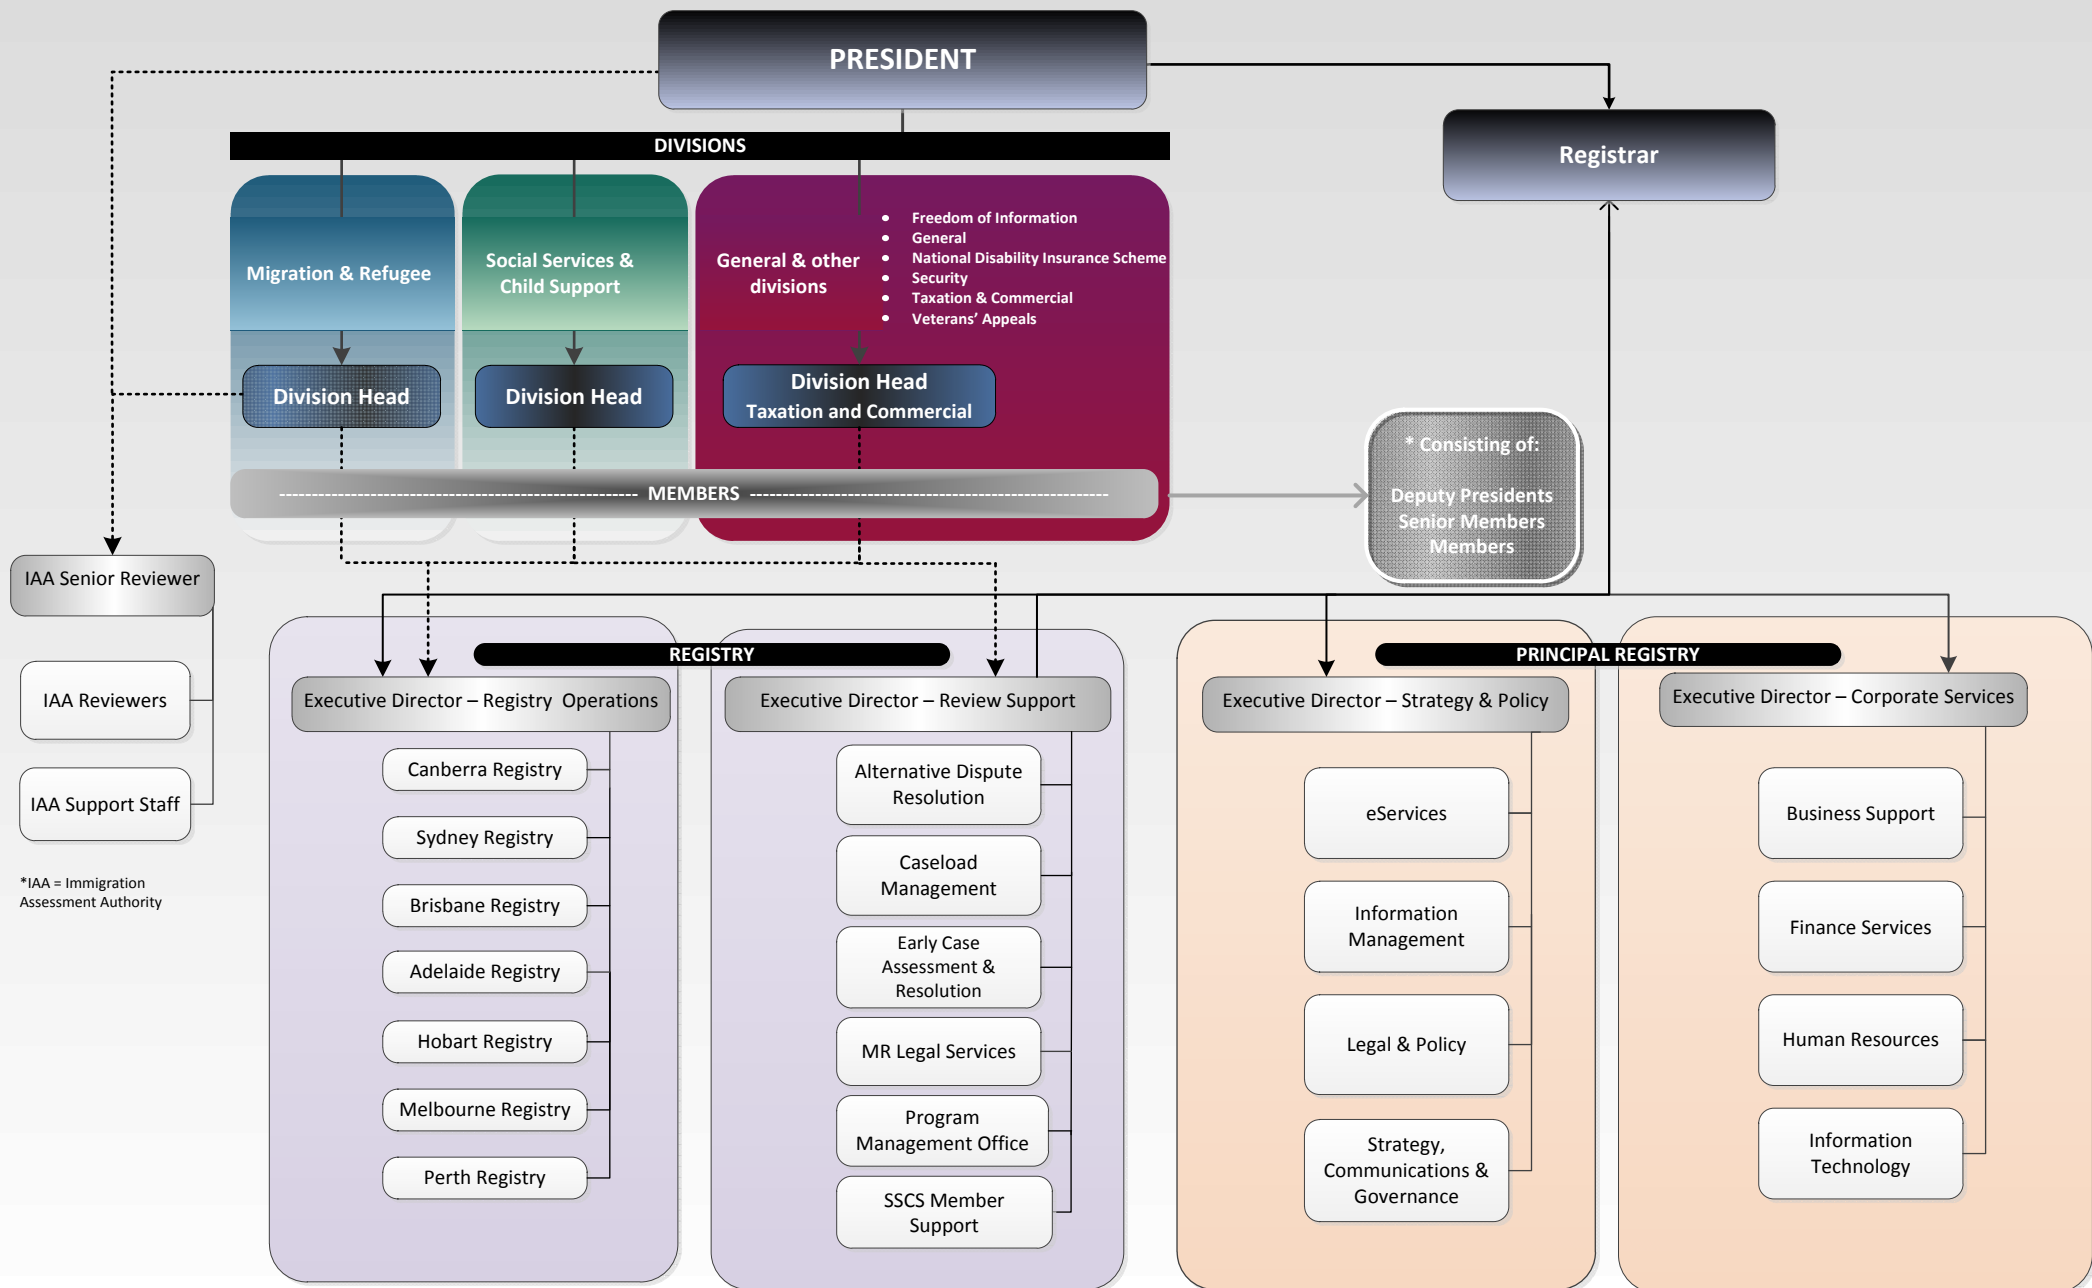 PRESIDENT
Registrar
DIVISIONS
Migration & Refugee
Social Services &
Child Support
General & other
divisions
• Freedom of Information
• General
• National Disability Insurance Scheme
• Security
• Taxation & Commercial
• Veterans’ Appeals
Division Head
Division Head
Division Head
Taxation and Commercial
* Consisting of:
Deputy Presidents
Senior Members
Members
MEMBERS
IAA Senior Reviewer
IAA Reviewers
IAA Support Staff
*IAA = Immigration
Assessment Authority
REGISTRY
Executive Director – Registry Operations
Canberra Registry
Sydney Registry
Brisbane Registry
Adelaide Registry
Hobart Registry
Melbourne Registry
Perth Registry
Executive Director – Review Support
Alternative Dispute
Resolution
Caseload
Management
Early Case
Assessment &
Resolution
MR Legal Services
Program
Management Office
SSCS Member
Support
PRINCIPAL REGISTRY
Executive Director – Strategy & Policy
eServices
Information
Management
Legal & Policy
Strategy,
Communications &
Governance
Executive Director – Corporate Services
Business Support
Finance Services
Human Resources
Information
Technology